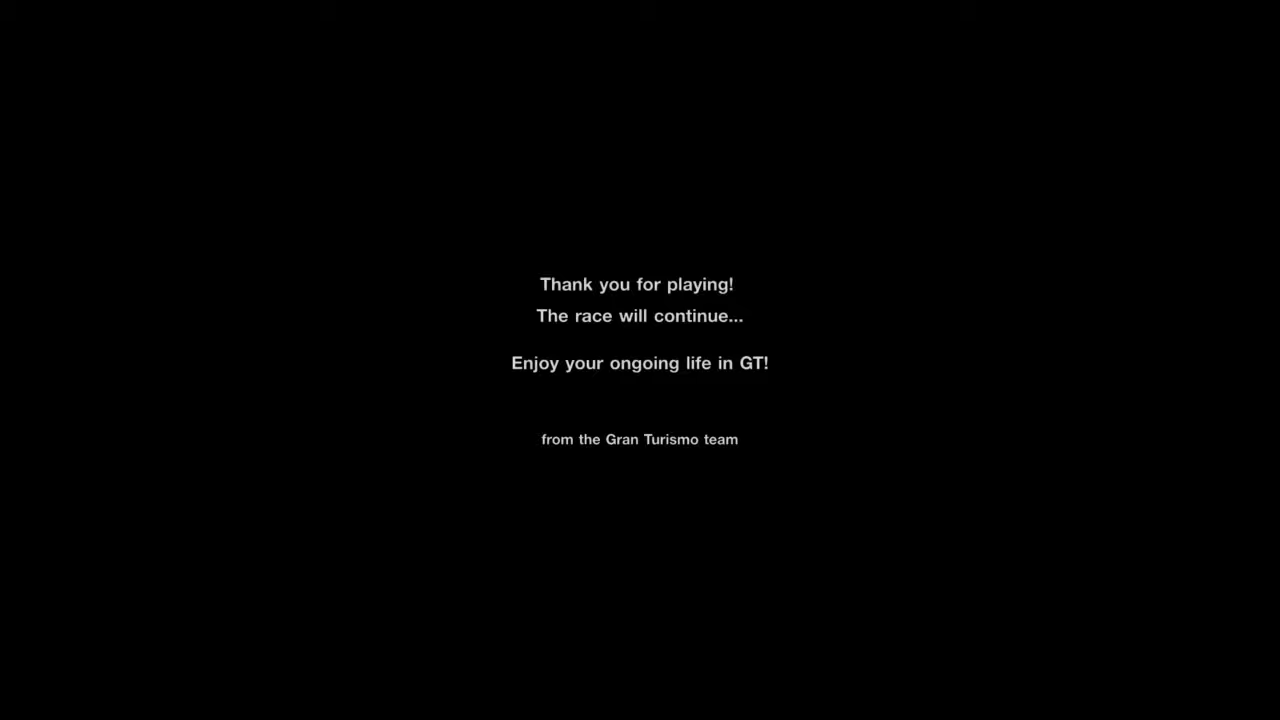 Thank you for playing!
The race will continue...
Enjoy your ongoing life in GT!
from the Gran Turismo team